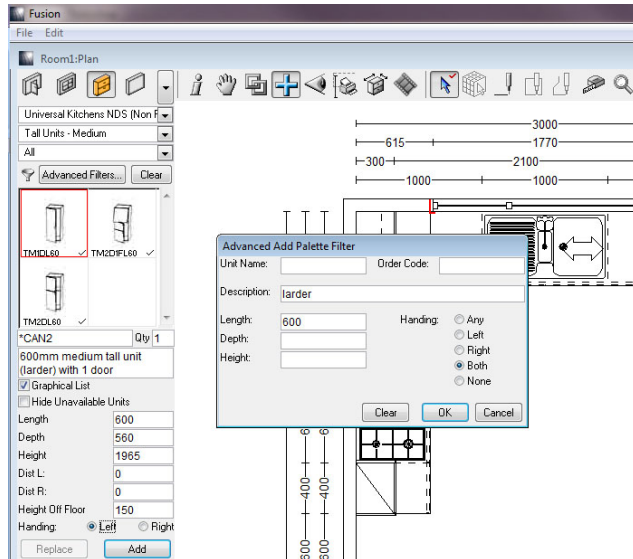 Fusion
File Edit
Room1:Plan
Universal Kitchens NDS (Non F
Tall Units - Medium
All
Advanced Filters... Clear
TM1DL60 TM2D1FL60
TM2DL60
*CAN2 Qty 1
600mm medium tall unit
(larder) with 1 door
Graphical List
Hide Unavailable Units
Length 600
Depth 560
Height 1965
Dist L: 0
Dist R: 0
Height Off Floor 150
Handing: Left Right
Replace Add
3000
615 1770
300 2100
1000 1000
Advanced Add Palette Filter
Unit Name: Order Code:
Description: larder
Length: 600 Handing: Any
Depth: Left
Height: Right
Both
None
Clear OK Cancel
400 400
600 600